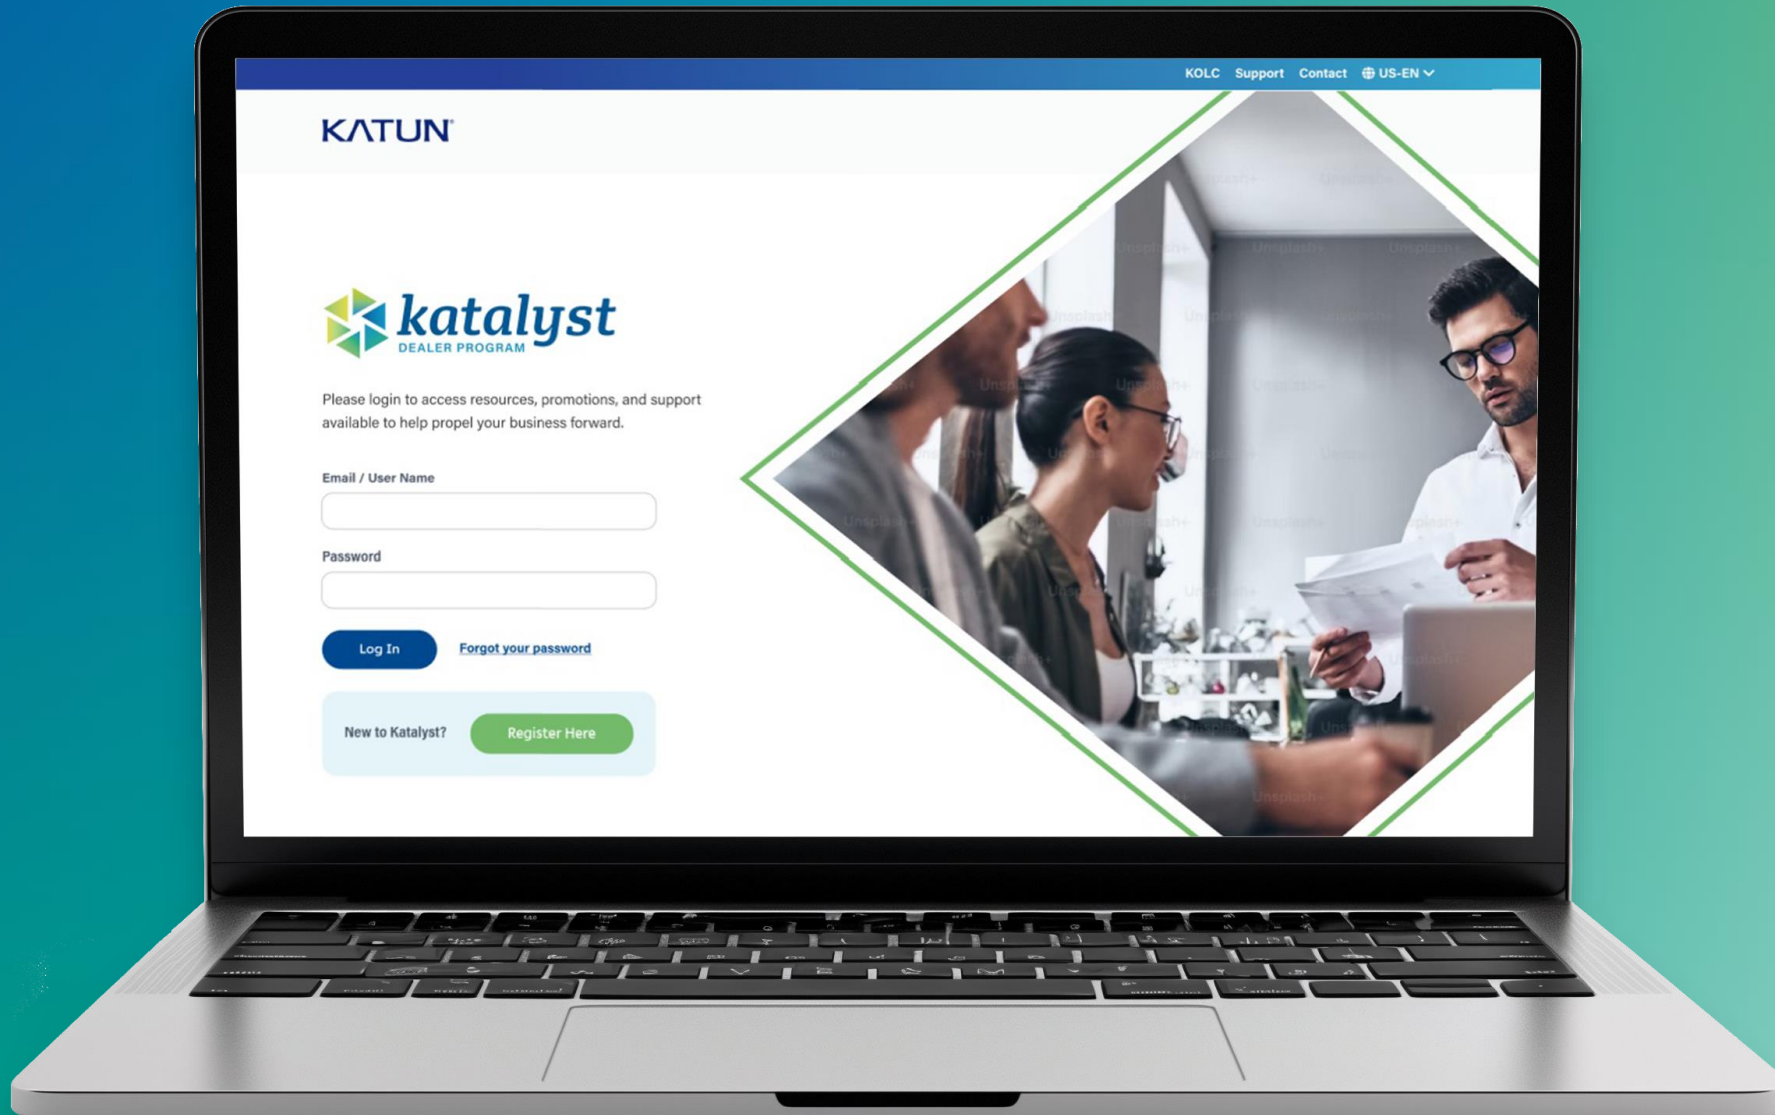 KOLC Support Contact US-EN
KATUN®
katalyst
DEALER PROGRAM
Please login to access resources, promotions, and support
available to help propel your business forward.
Email / User Name
Password
Log In Forgot your password
New to Katalyst? Register Here
Unsplash+